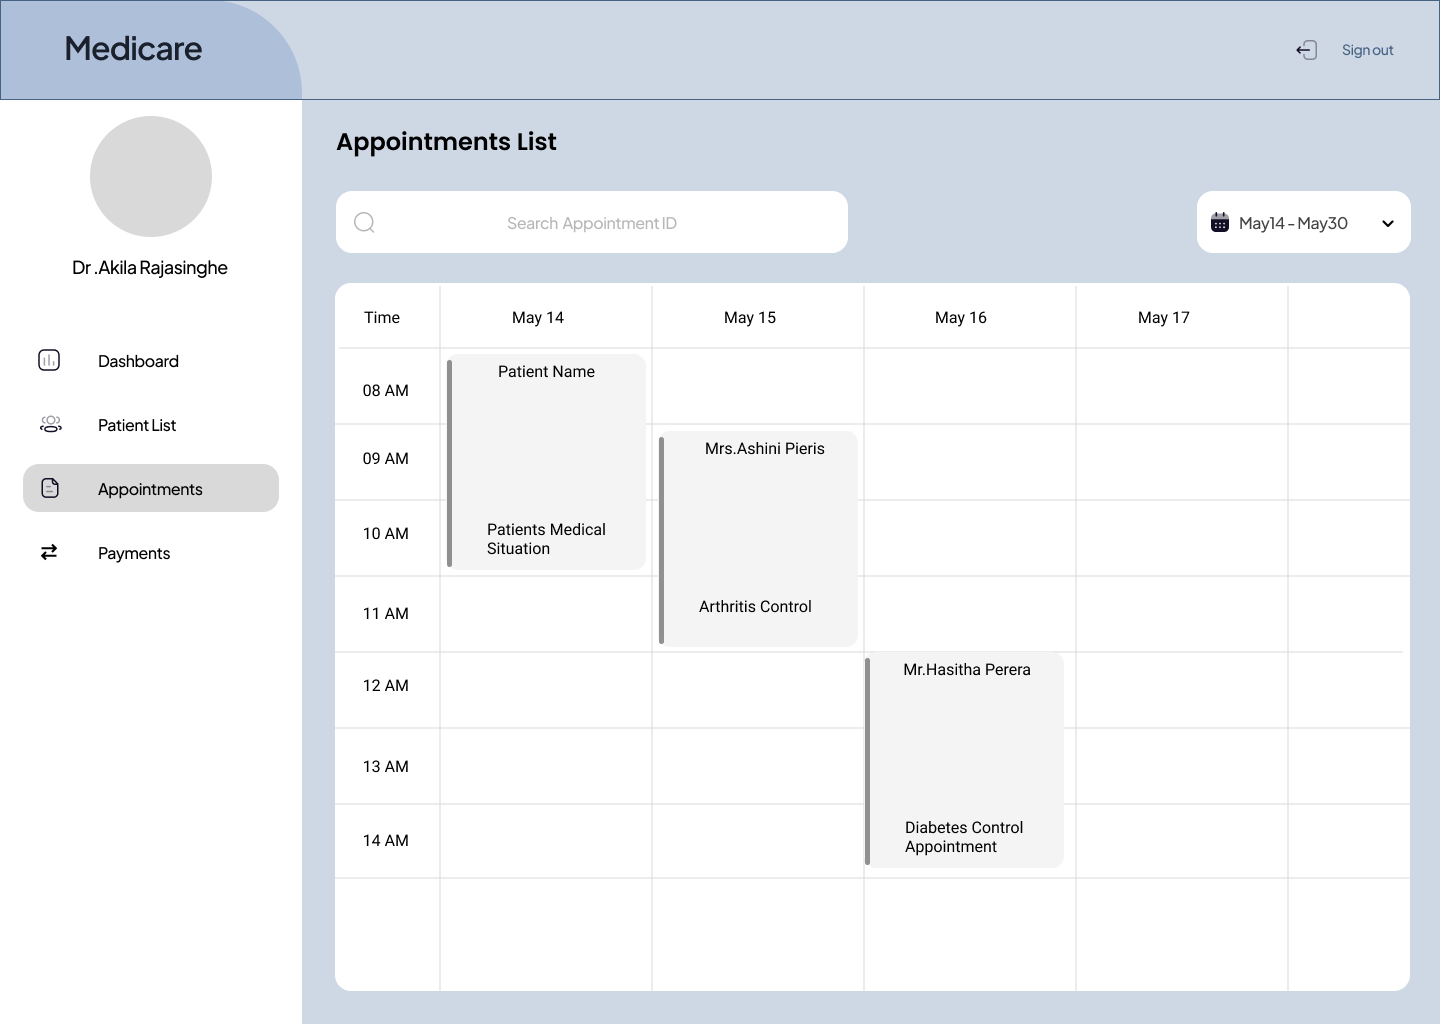 Medicare
Sign out
Dr .Akila Rajasinghe
Dashboard
Patient List
Appointments
Payments
Appointments List
Search Appointment ID
May14 - May30
Time
May 14
May 15
May 16
May 17
08 AM
09 AM
10 AM
11 AM
12 AM
13 AM
14 AM
Patient Name
Patients Medical
Situation
Mrs.Ashini Pieris
Arthritis Control
Mr.Hasitha Perera
Diabetes Control
Appointment